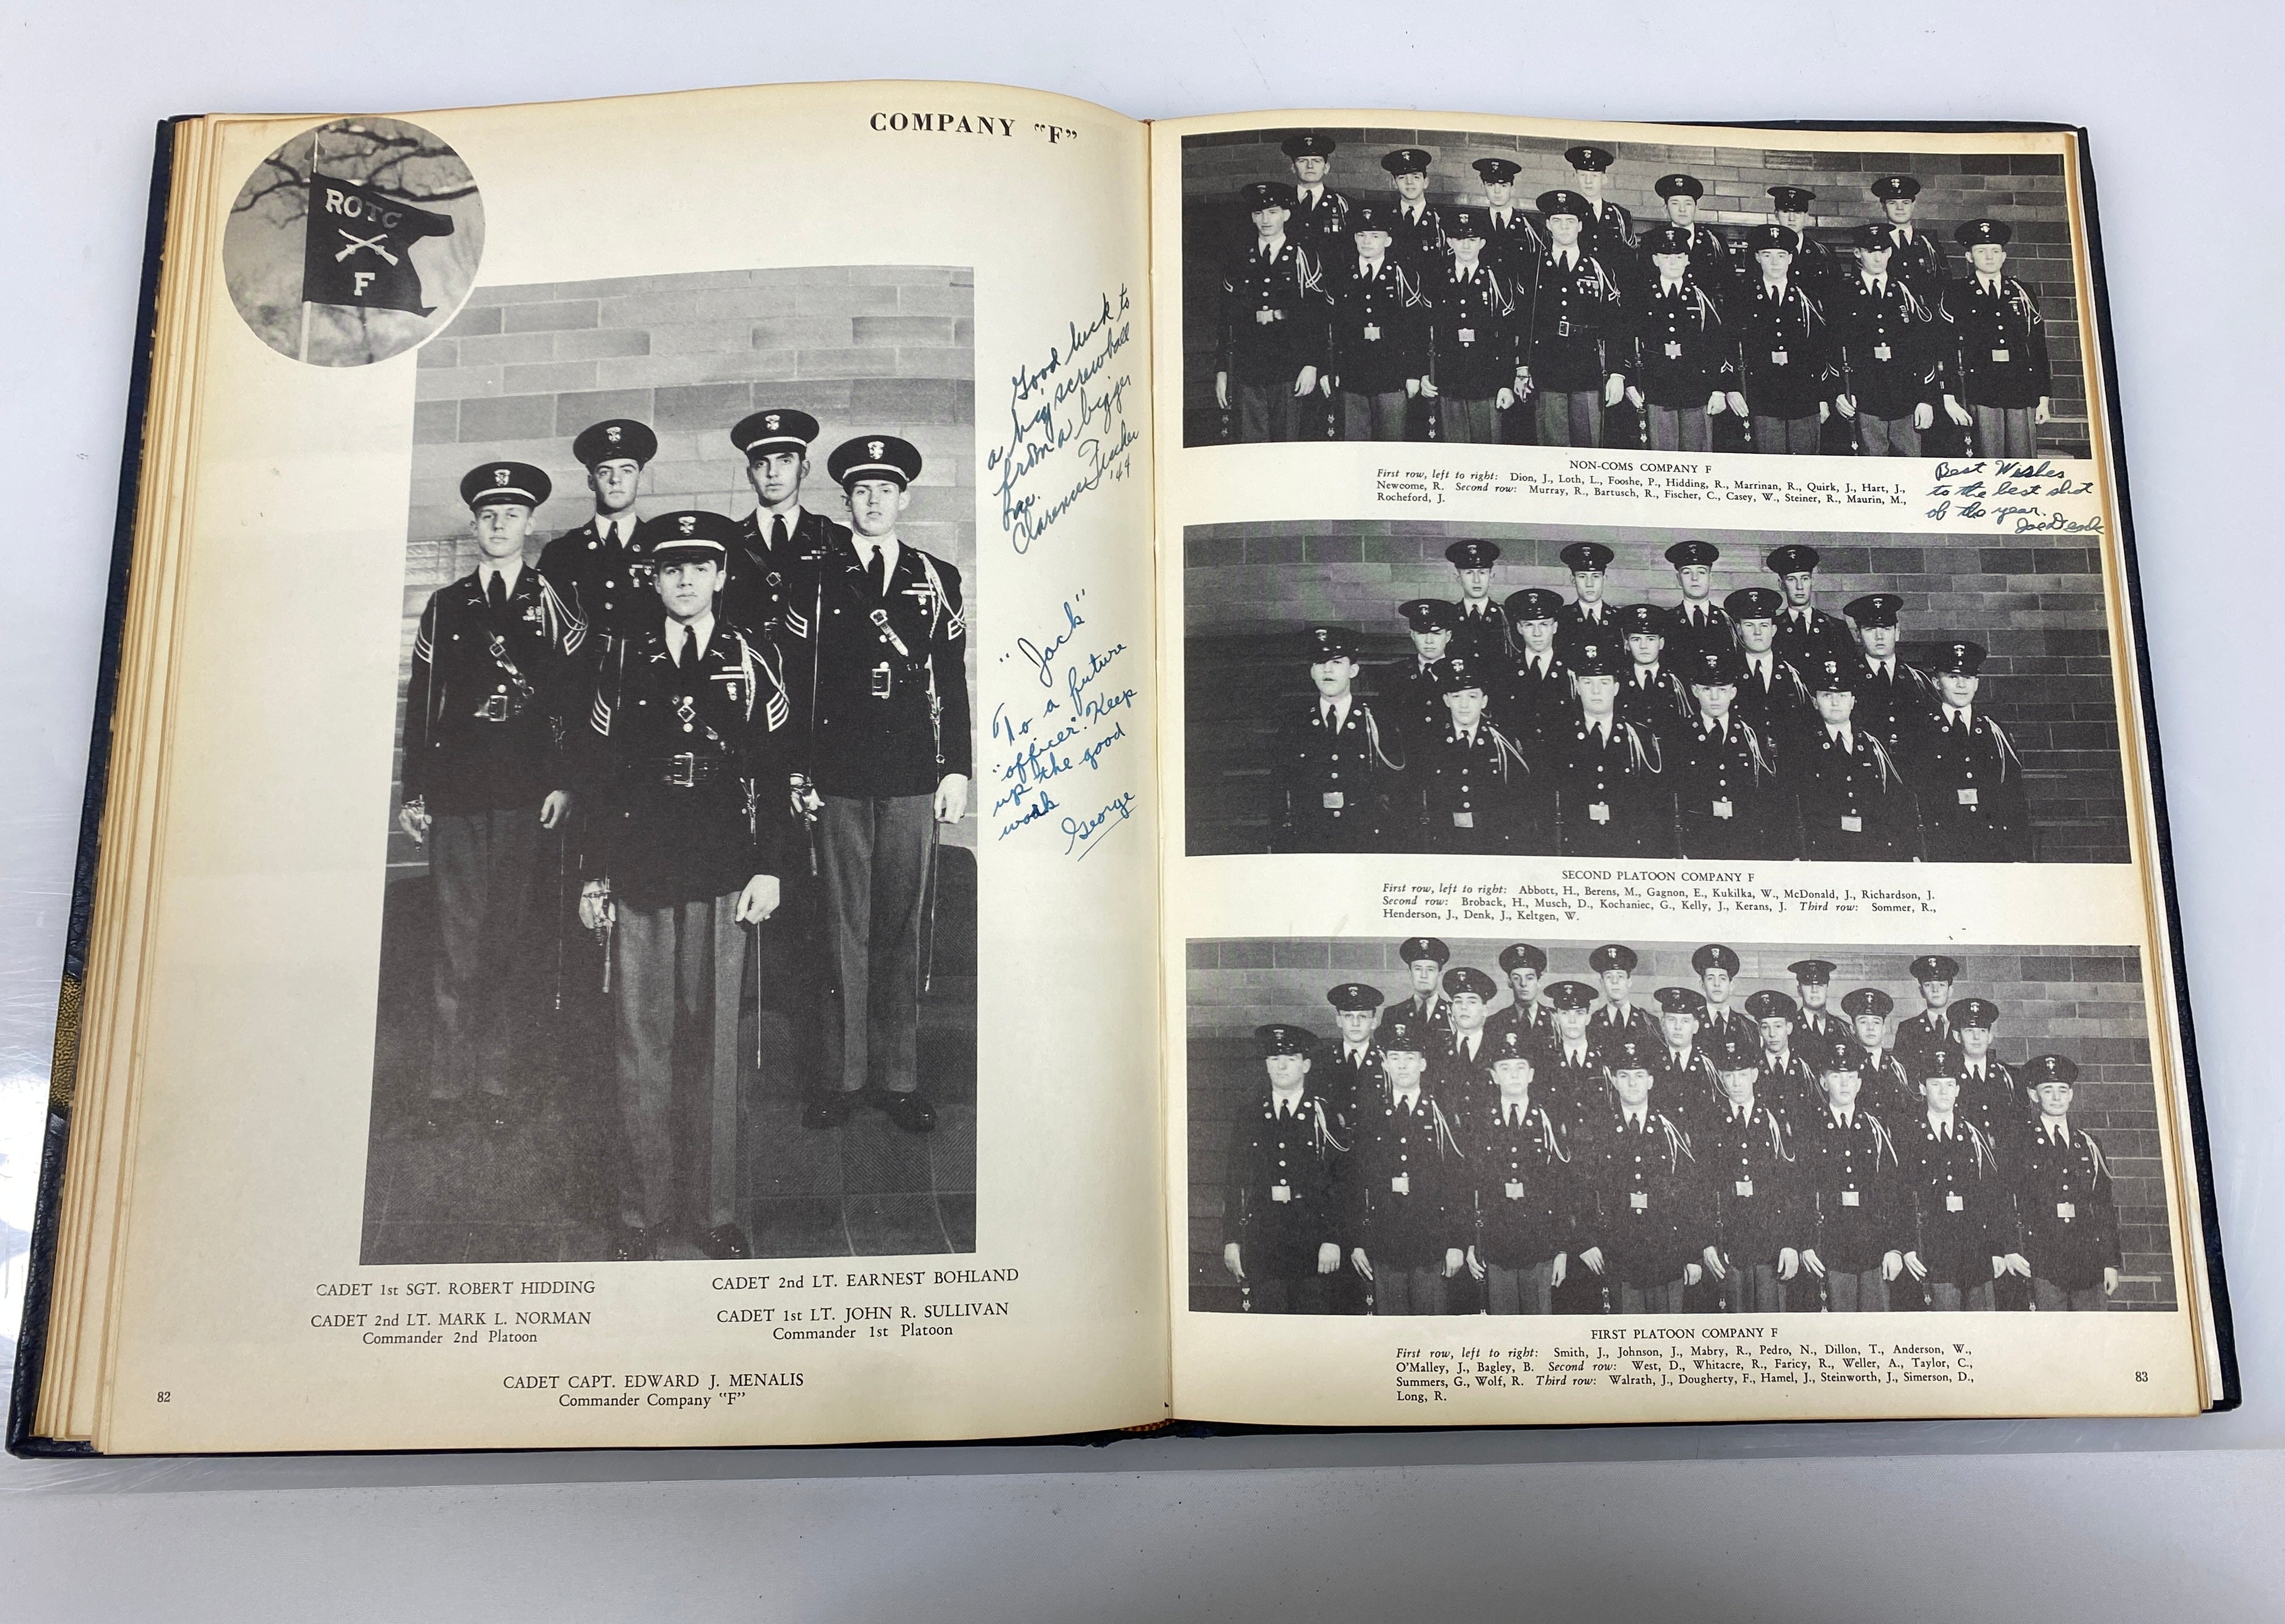 COMPANY "F"
ROTC
F
Good luck to
a big screwball
from a bigger
one.
Clarence Fischer
'44
"Jack"
To a future
"officer". Keep
up the good
work
George
CADET 1st SGT. ROBERT HIDDING
CADET 2nd LT. EARNEST BOHLAND
CADET 2nd LT. MARK L. NORMAN
Commander 2nd Platoon
CADET 1st LT. JOHN R. SULLIVAN
Commander 1st Platoon
CADET CAPT. EDWARD J. MENALIS
Commander Company "F"
82
NON-COMS COMPANY F
First row, left to right: Dion, J., Loth, L., Fooshe, P., Hidding, R., Marrinan, R., Quirk, J., Hart, J.,
Newcome, R. Second row: Murray, R., Bartusch, R., Fischer, C., Casey, W., Steiner, R., Maurin, M.,
Rocheford, J.
Best Wishes
to the best shot
of the year.
Joe Denk
SECOND PLATOON COMPANY F
First row, left to right: Abbott, H., Berens, M., Gagnon, E., Kukilka, W., McDonald, J., Richardson, J.
Second row: Broback, H., Musch, D., Kochaniec, G., Kelly, J., Kerans, J. Third row: Sommer, R.,
Henderson, J., Denk, J., Keltgen, W.
FIRST PLATOON COMPANY F
First row, left to right: Smith, J., Johnson, J., Mabry, R., Pedro, N., Dillon, T., Anderson, W.,
O'Malley, J., Bagley, B. Second row: West, D., Whitacre, R., Faricy, R., Weller, A., Taylor, C.,
Summers, G., Wolf, R. Third row: Walrath, J., Dougherty, F., Hamel, J., Steinworth, J., Simerson, D.,
Long, R.
83